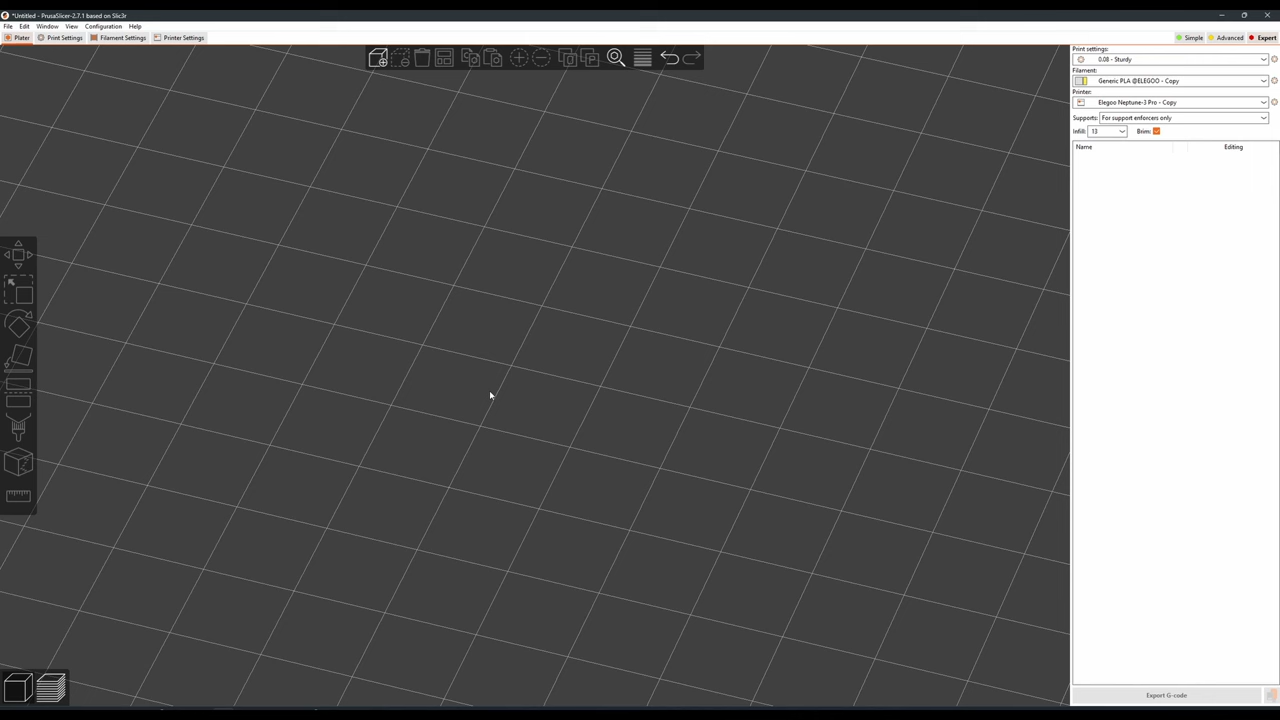 *Untitled - PrusaSlicer-2.7.1 based on Slic3r
File Edit Window View Configuration Help
Plater Print Settings Filament Settings Printer Settings Simple Advanced Expert
Print settings:
0.08 - Sturdy
Filament:
Generic PLA @ELEGOO - Copy
Printer:
Elegoo Neptune-3 Pro - Copy
Supports: For support enforcers only
Infill: 13 Brim:
Name Editing
Export G-code